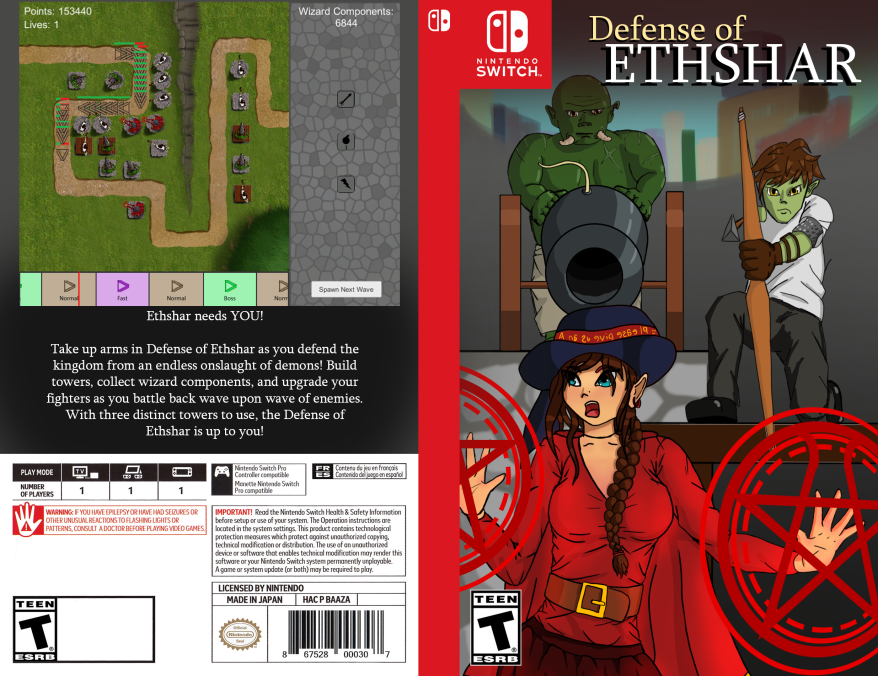 Points: 153440
Lives: 1
Wizard Components:
6844
Normal
Fast
Normal
Boss
Norm
Spawn Next Wave
Ethshar needs YOU!
Take up arms in Defense of Ethshar as you defend the
kingdom from an endless onslaught of demons! Build
towers, collect wizard components, and upgrade your
fighters as you battle back wave upon wave of enemies.
With three distinct towers to use, the Defense of
Ethshar is up to you!
PLAY MODE
TV
NUMBER
OF PLAYERS
1
1
1
Nintendo Switch Pro
Controller compatible
Manette Nintendo Switch
Pro compatible
FR
ES
Contenu du jeu en français
Contenido del juego en español
WARNING: IF YOU HAVE EPILEPSY OR HAVE HAD SEIZURES OR
OTHER UNUSUAL REACTIONS TO FLASHING LIGHTS OR
PATTERNS, CONSULT A DOCTOR BEFORE PLAYING VIDEO GAMES.
IMPORTANT! Read the Nintendo Switch Health & Safety Information
before setup or use of your system. The Operation instructions are
located in the system settings. This product contains technological
protection measures which protect against unauthorized copying,
technical modification or distribution. The use of an unauthorized
device or software that enables technical modification may render this
software or your Nintendo Switch system permanently unplayable.
A game or system update (or both) may be required to play.
LICENSED BY NINTENDO
MADE IN JAPAN
HAC P BAAZA
Official
Nintendo
Seal
8 67528 00030 7
TEEN
T
ESRB
NINTENDO
SWITCH
Defense of
ETHSHAR
TEEN
T
ESRB